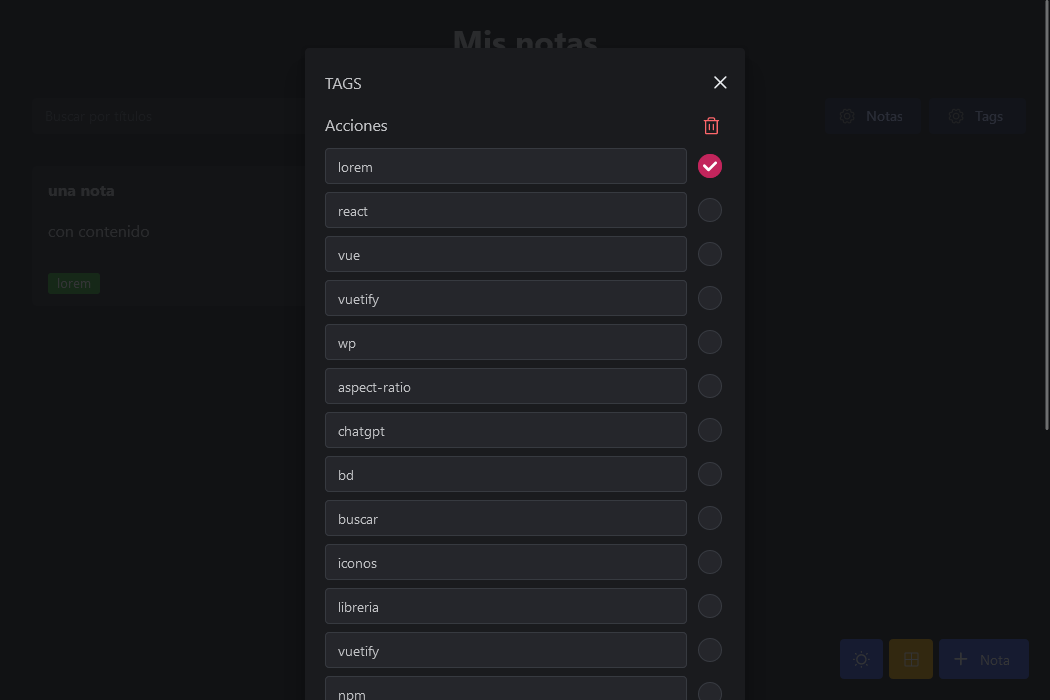 Mis notas
TAGS
Acciones
Buscar por titulos
Notas
Tags
una nota
con contenido
lorem
lorem
react
vue
vuetify
wp
aspect-ratio
chatgpt
bd
buscar
iconos
libreria
vuetify
npm
Nota